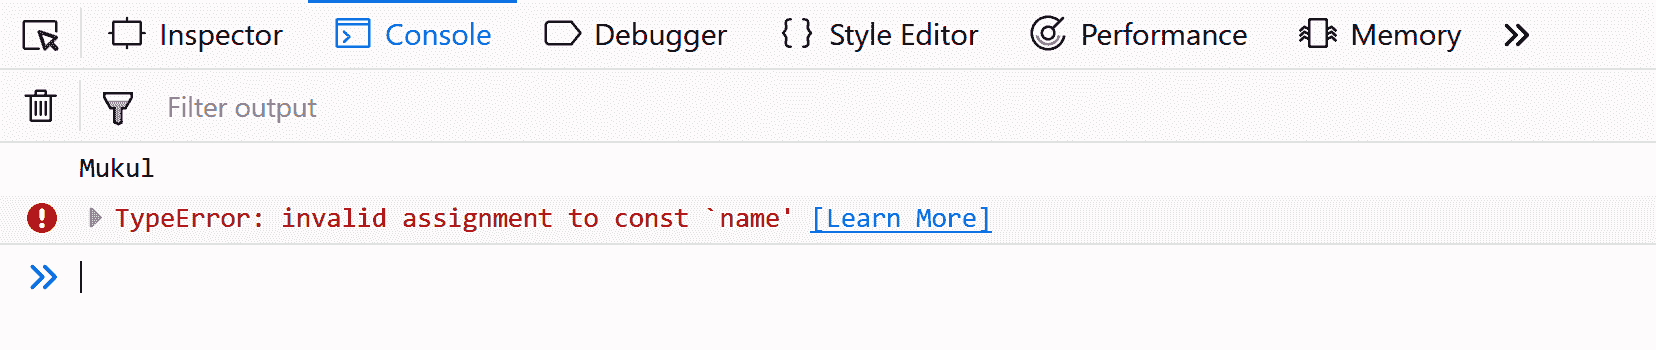 Inspector Console Debugger { } Style Editor Performance Memory
Filter output
Mukul
TypeError: invalid assignment to const `name' [Learn More]